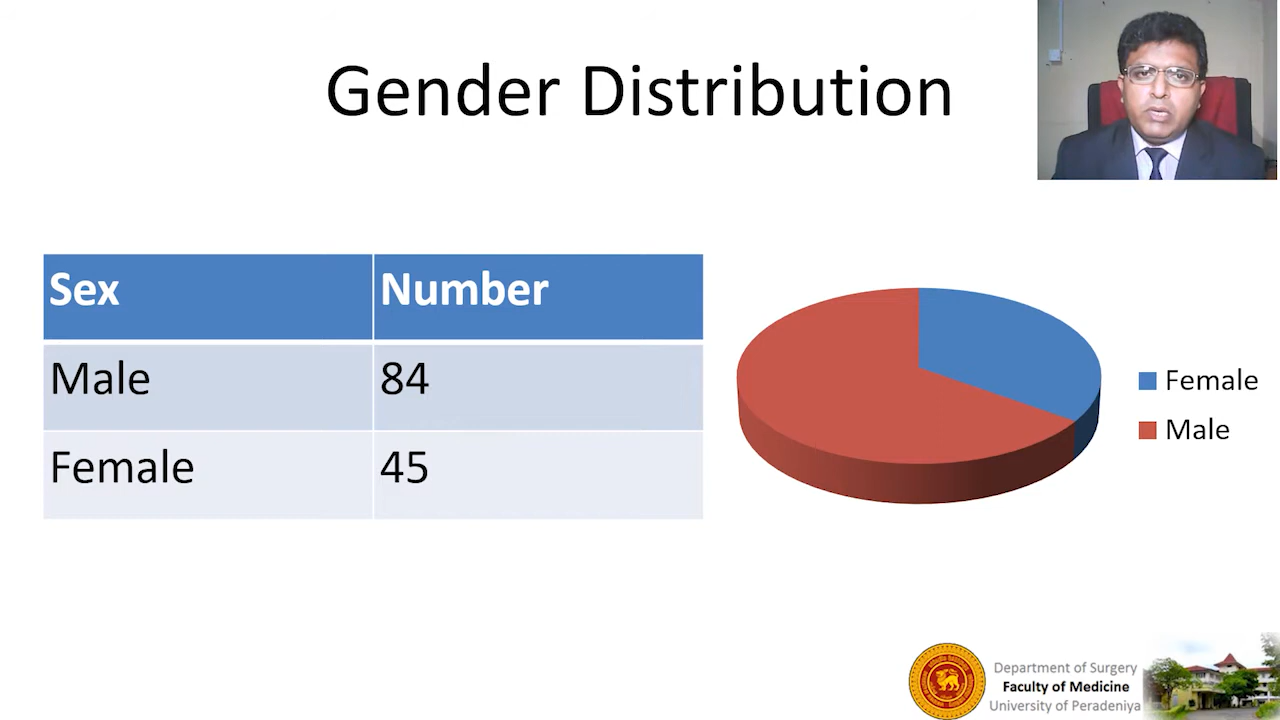 Gender Distribution
Sex Number
Male 84
Female 45
Female
Male
Department of Surgery
Faculty of Medicine
University of Peradeniya